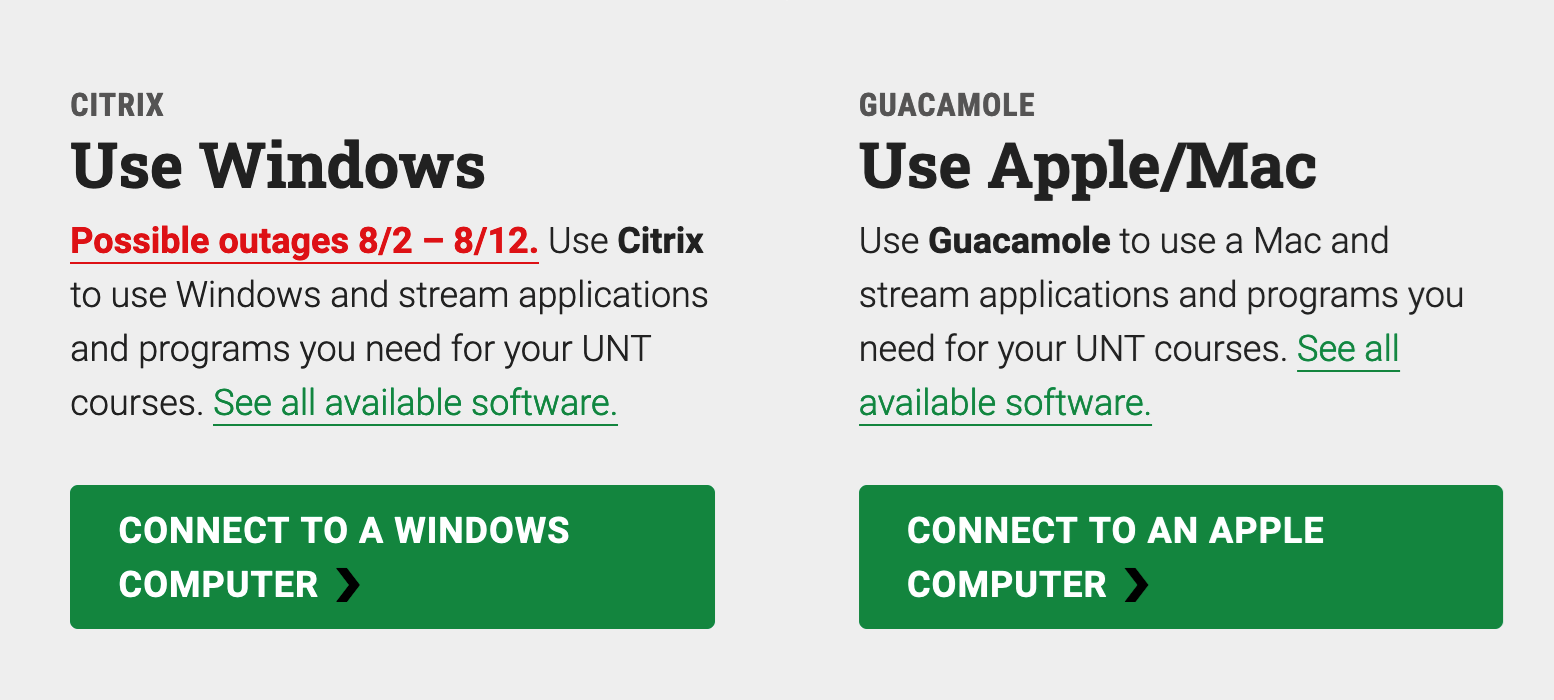 CITRIX
Use Windows
Possible outages 8/2 – 8/12. Use Citrix
to use Windows and stream applications
and programs you need for your UNT
courses. See all available software.
CONNECT TO A WINDOWS
COMPUTER ❯
GUACAMOLE
Use Apple/Mac
Use Guacamole to use a Mac and
stream applications and programs you
need for your UNT courses. See all
available software.
CONNECT TO AN APPLE
COMPUTER ❯